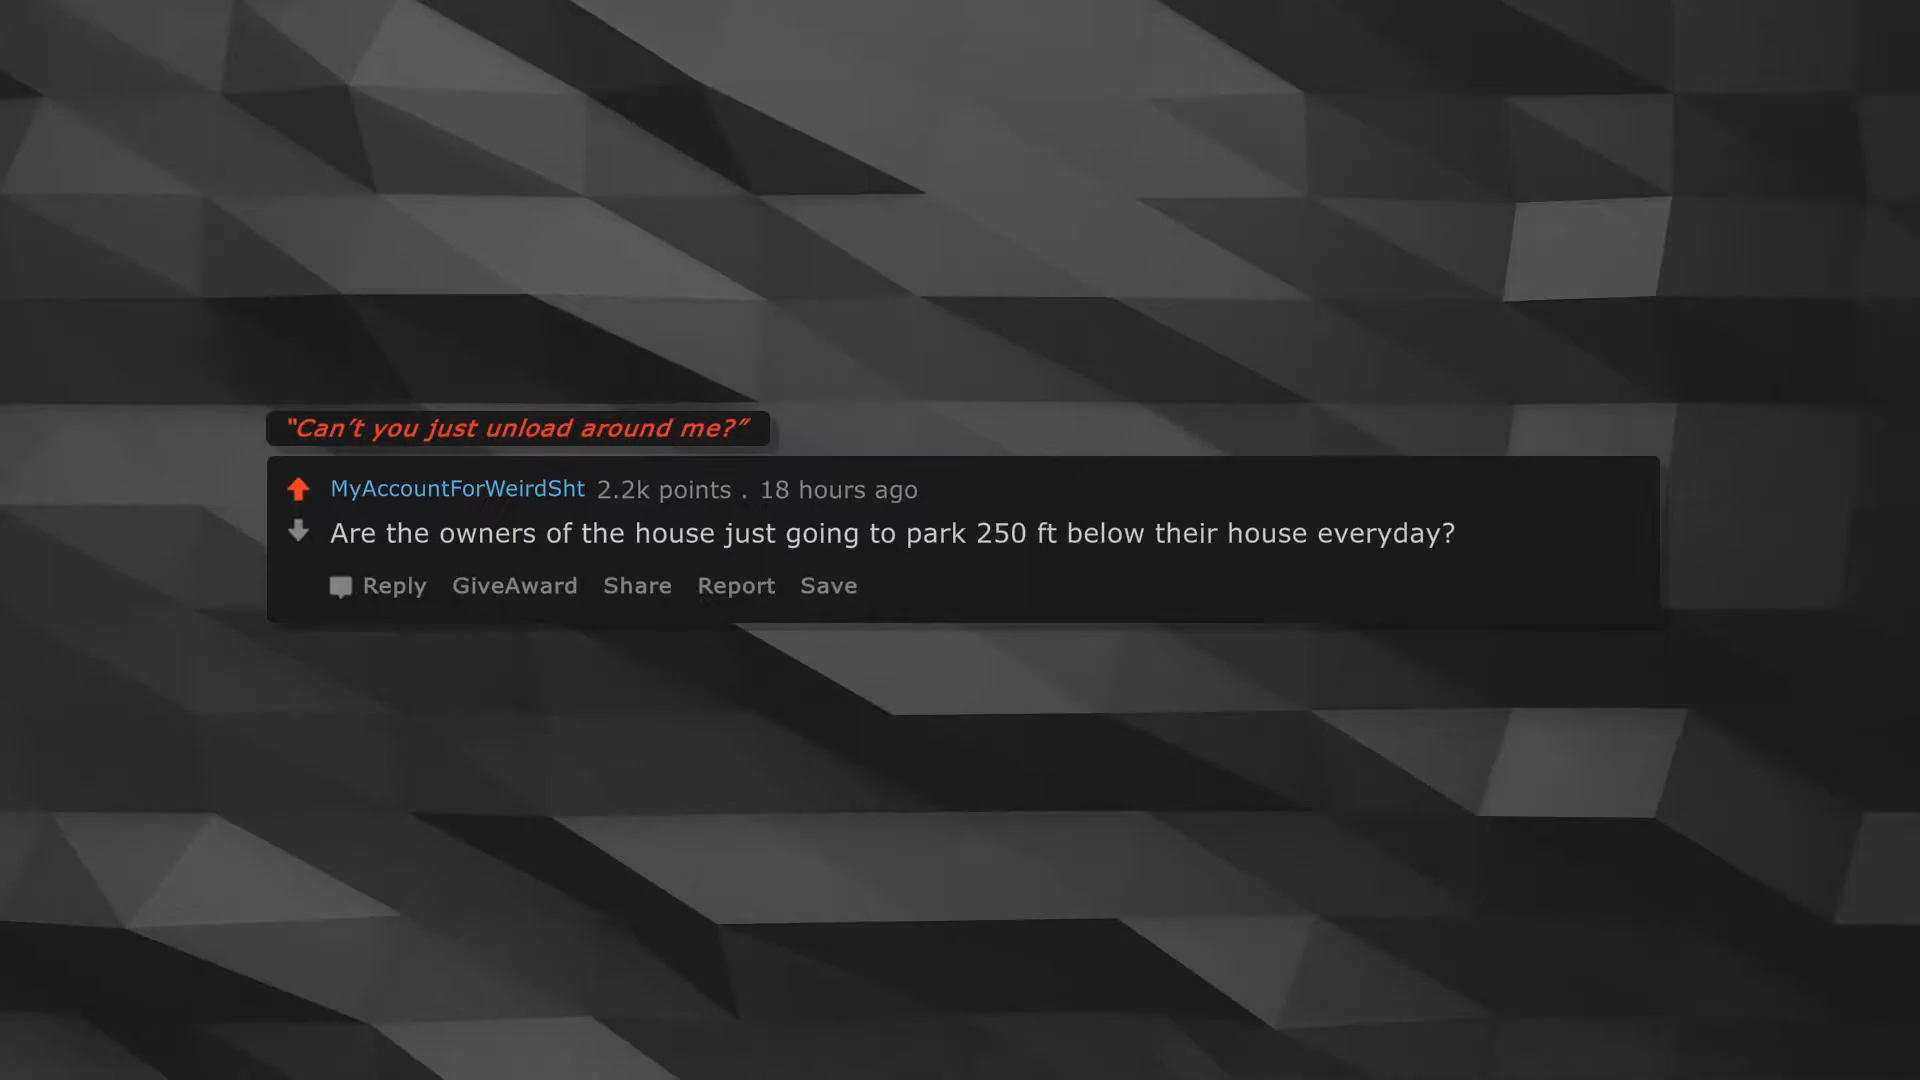 "Can't you just unload around me?”
MyAccountForWeirdSht 2.2k points . 18 hours ago
Are the owners of the house just going to park 250 ft below their house everyday?
Reply GiveAward Share Report Save